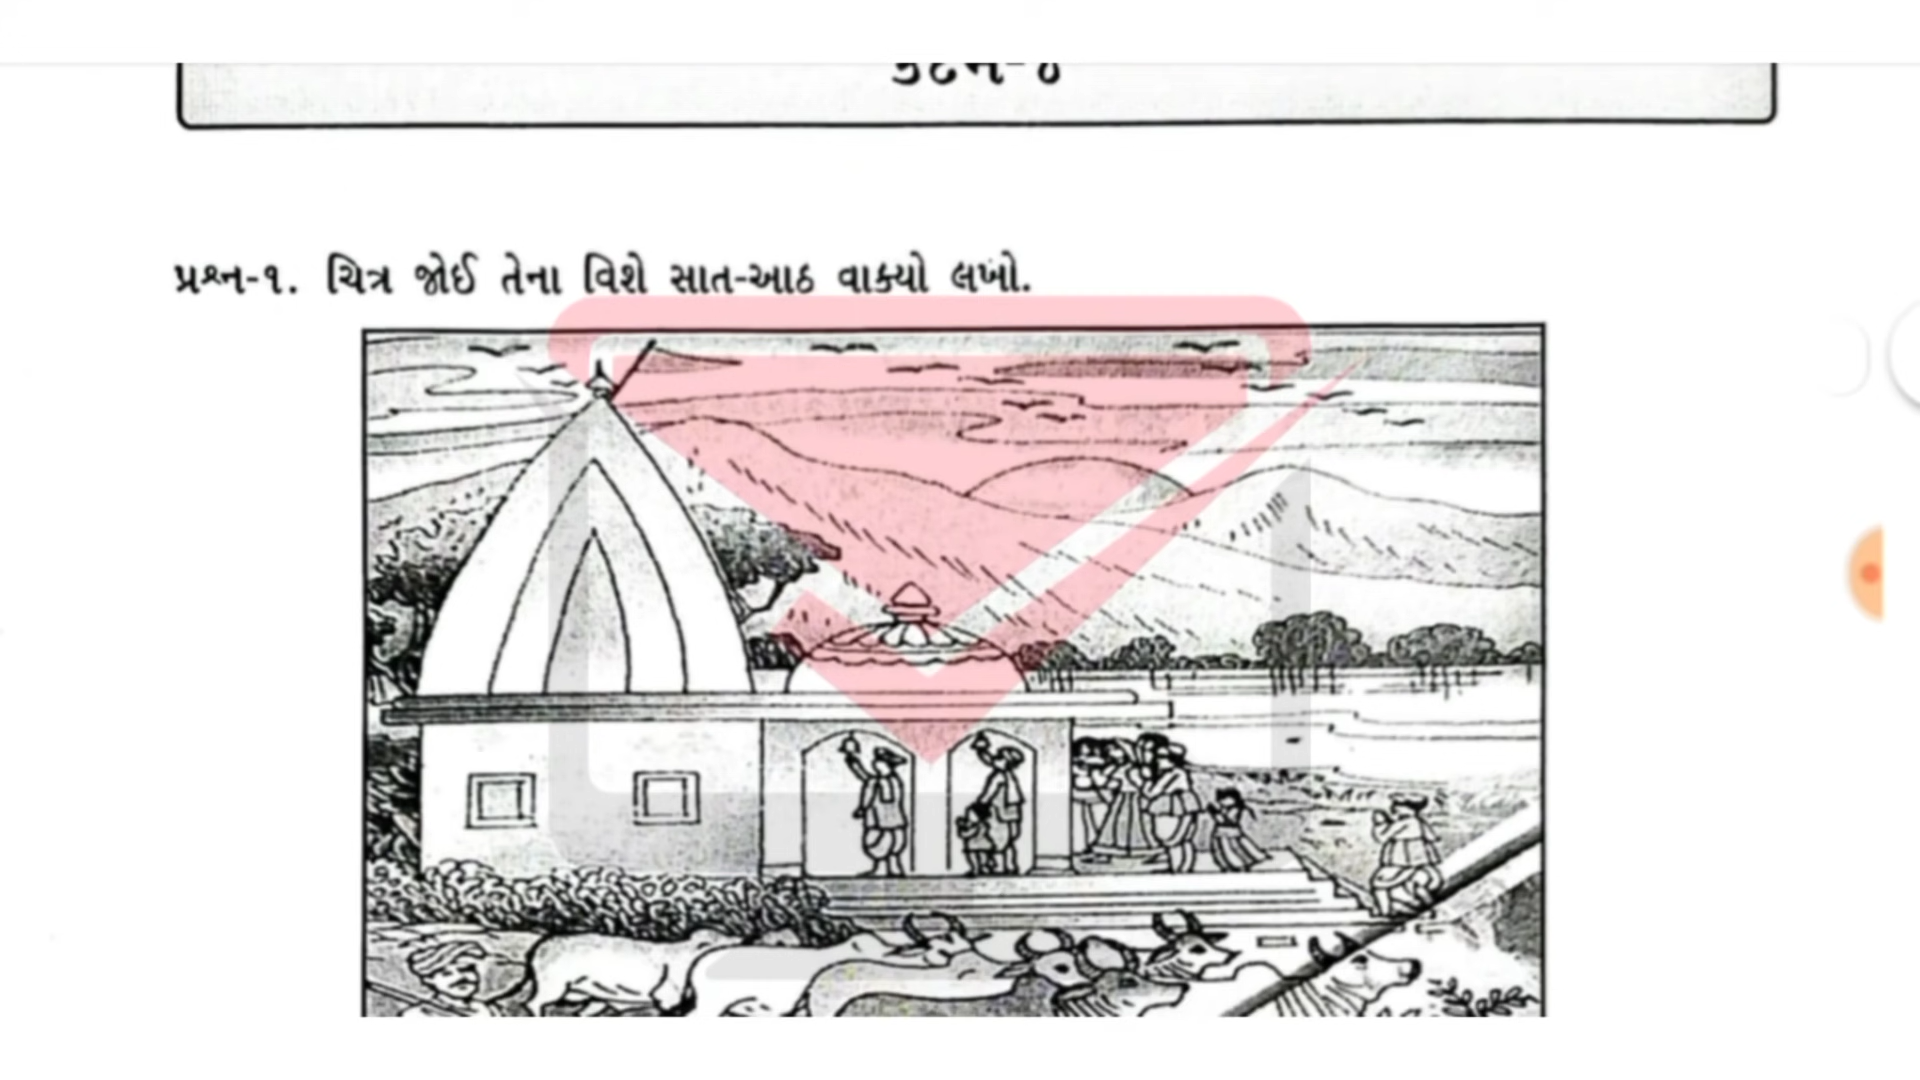 પ્રશ્ન-૧. ચિત્ર જોઈ તેના વિશે સાત-આઠ વાક્યો લખો.